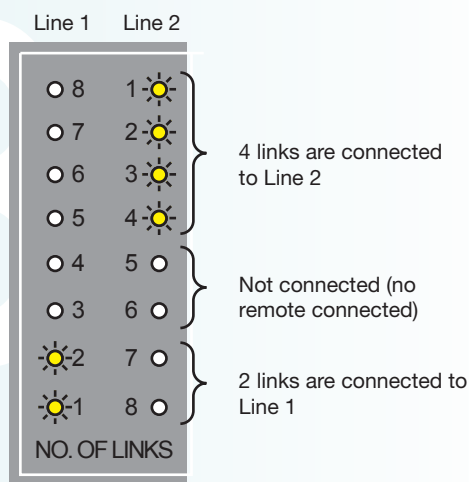 Line 1 Line 2
8 1
7 2
6 3
5 4
4 5
3 6
2 7
1 8
NO. OF LINKS
4 links are connected
to Line 2
Not connected (no
remote connected)
2 links are connected to
Line 1